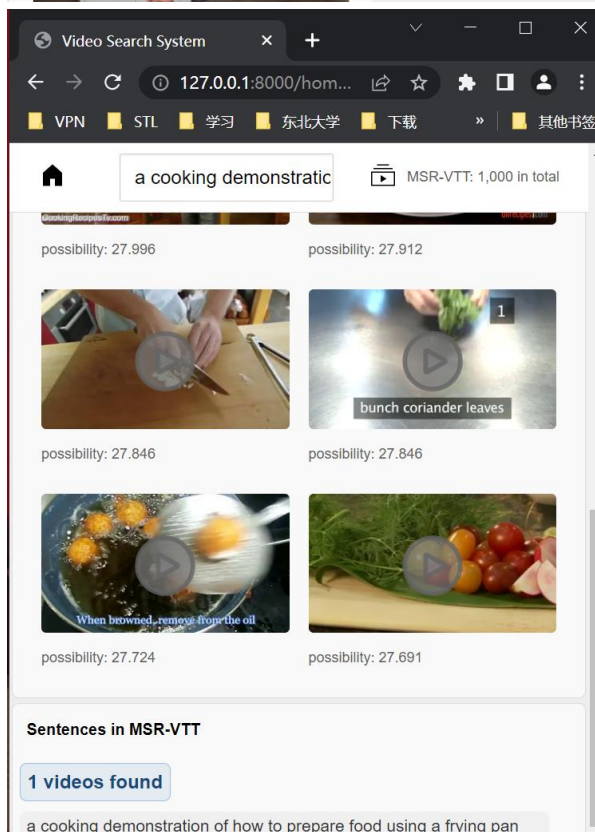 Video Search System
127.0.0.1:8000/hom...
VPN
STL
学习
东北大学
下载
»
其他书签
a cooking demonstratic
MSR-VTT: 1,000 in total
CookingRecipesTv.com
possibility: 27.996
possibility: 27.912
1
bunch coriander leaves
possibility: 27.846
possibility: 27.846
When browned, remove from the oil
possibility: 27.724
possibility: 27.691
Sentences in MSR-VTT
1 videos found
a cooking demonstration of how to prepare food using a frying pan